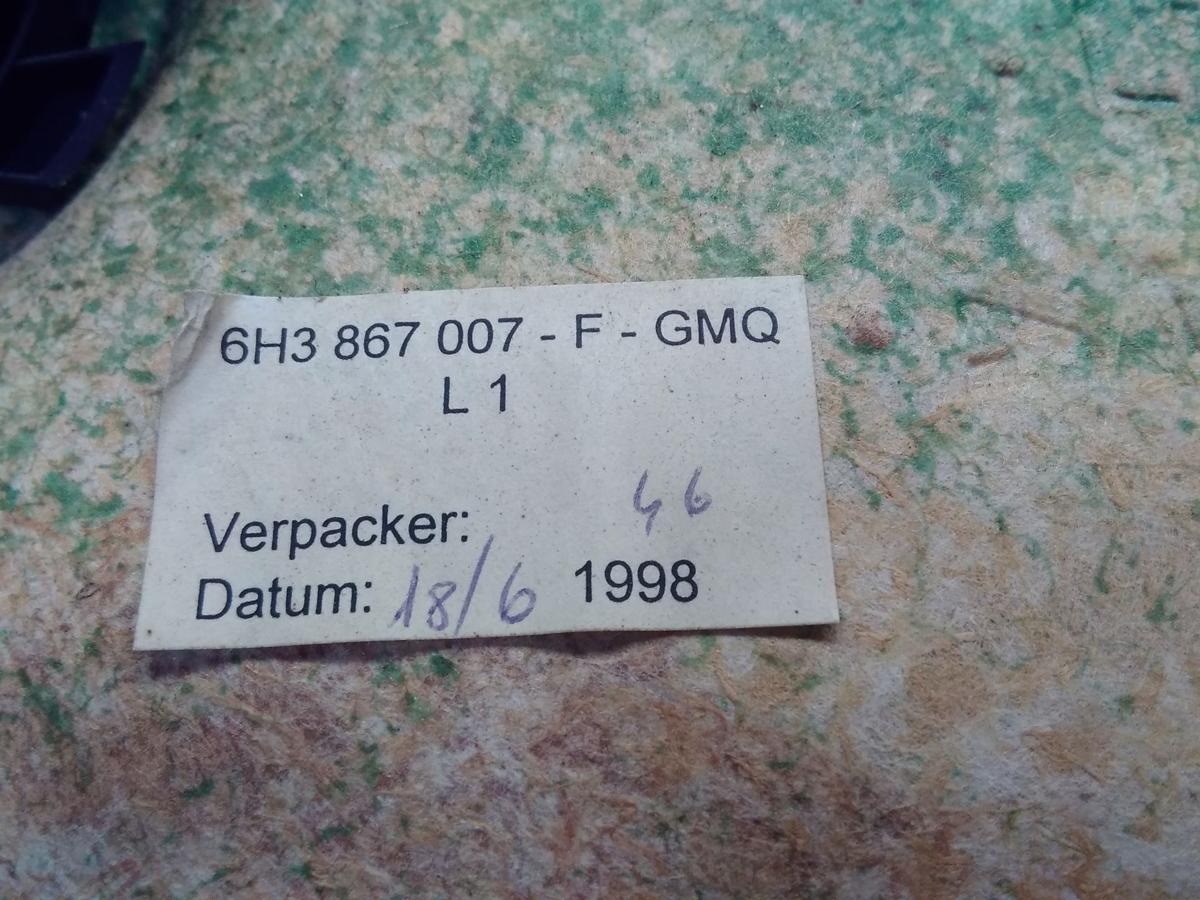 6H3 867 007 - F - GMQ
L 1
46
Verpacker:
Datum: 18/6 1998